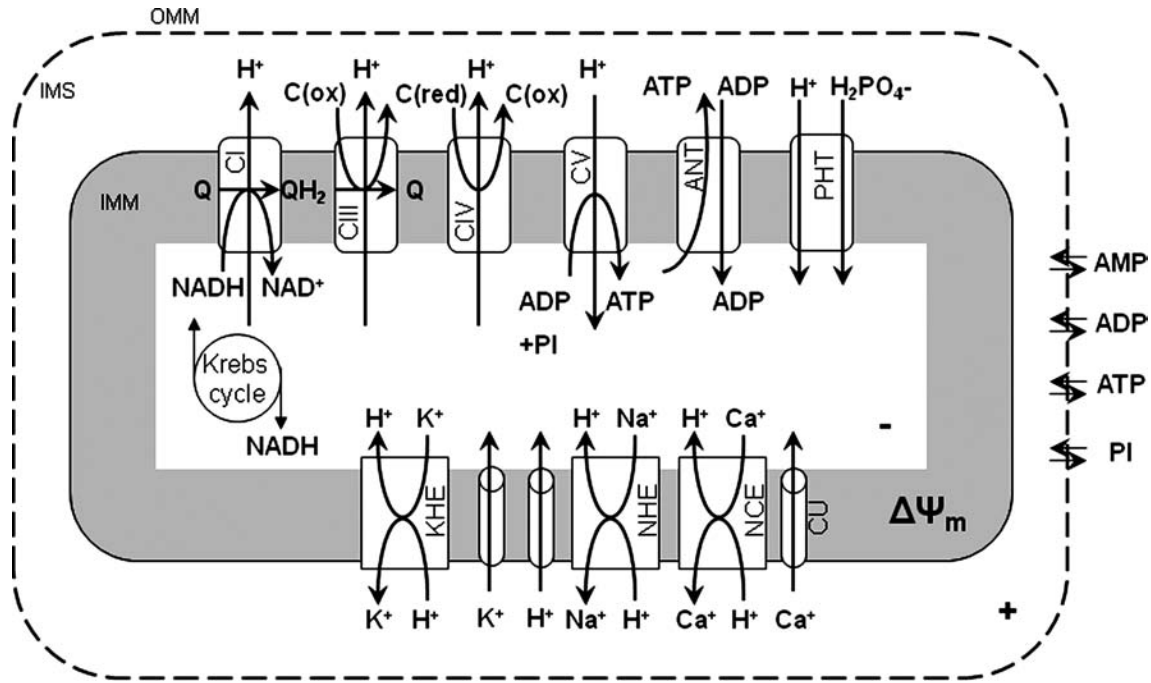 OMM
IMS
IMM
H⁺ H⁺ H⁺ H⁺ ATP ADP H⁺ H₂PO₄-
C(ox) C(red) C(ox)
CI CIII CIV CV ANT PHT
Q QH₂ Q
NADH NAD⁺
ADP ATP ADP
+PI
Krebs
cycle
NADH
AMP
ADP
ATP
PI
H⁺ K⁺ H⁺ Na⁺ H⁺ Ca⁺
-
KHE NHE NCE CU
ΔΨm
K⁺ H⁺ K⁺ H⁺ Na⁺ H⁺ Ca⁺ H⁺ Ca⁺
+